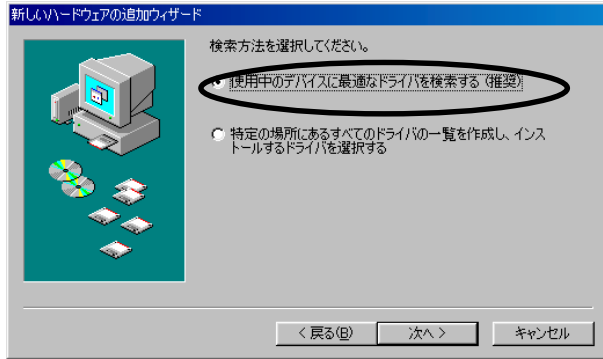 新しいハードウェアの追加ウィザード
検索方法を選択してください。
使用中のデバイスに最適なドライバを検索する (推奨)
特定の場所にあるすべてのドライバの一覧を作成し、インス
トールするドライバを選択する
< 戻る(B)
次へ >
キャンセル